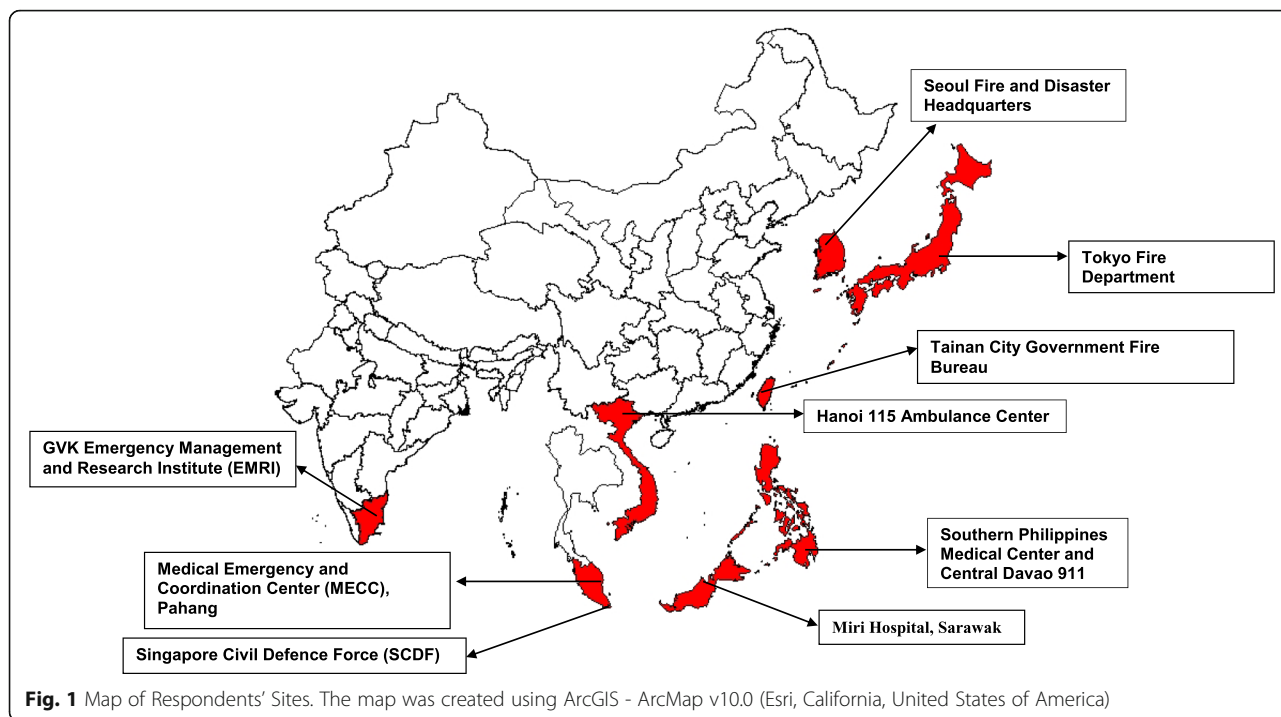 Seoul Fire and Disaster
Headquarters
Tokyo Fire
Department
Tainan City Government Fire
Bureau
Hanoi 115 Ambulance Center
GVK Emergency Management
and Research Institute (EMRI)
Southern Philippines
Medical Center and
Central Davao 911
Medical Emergency and
Coordination Center (MECC),
Pahang
Miri Hospital, Sarawak
Singapore Civil Defence Force (SCDF)
Fig. 1 Map of Respondents’ Sites. The map was created using ArcGIS - ArcMap v10.0 (Esri, California, United States of America)